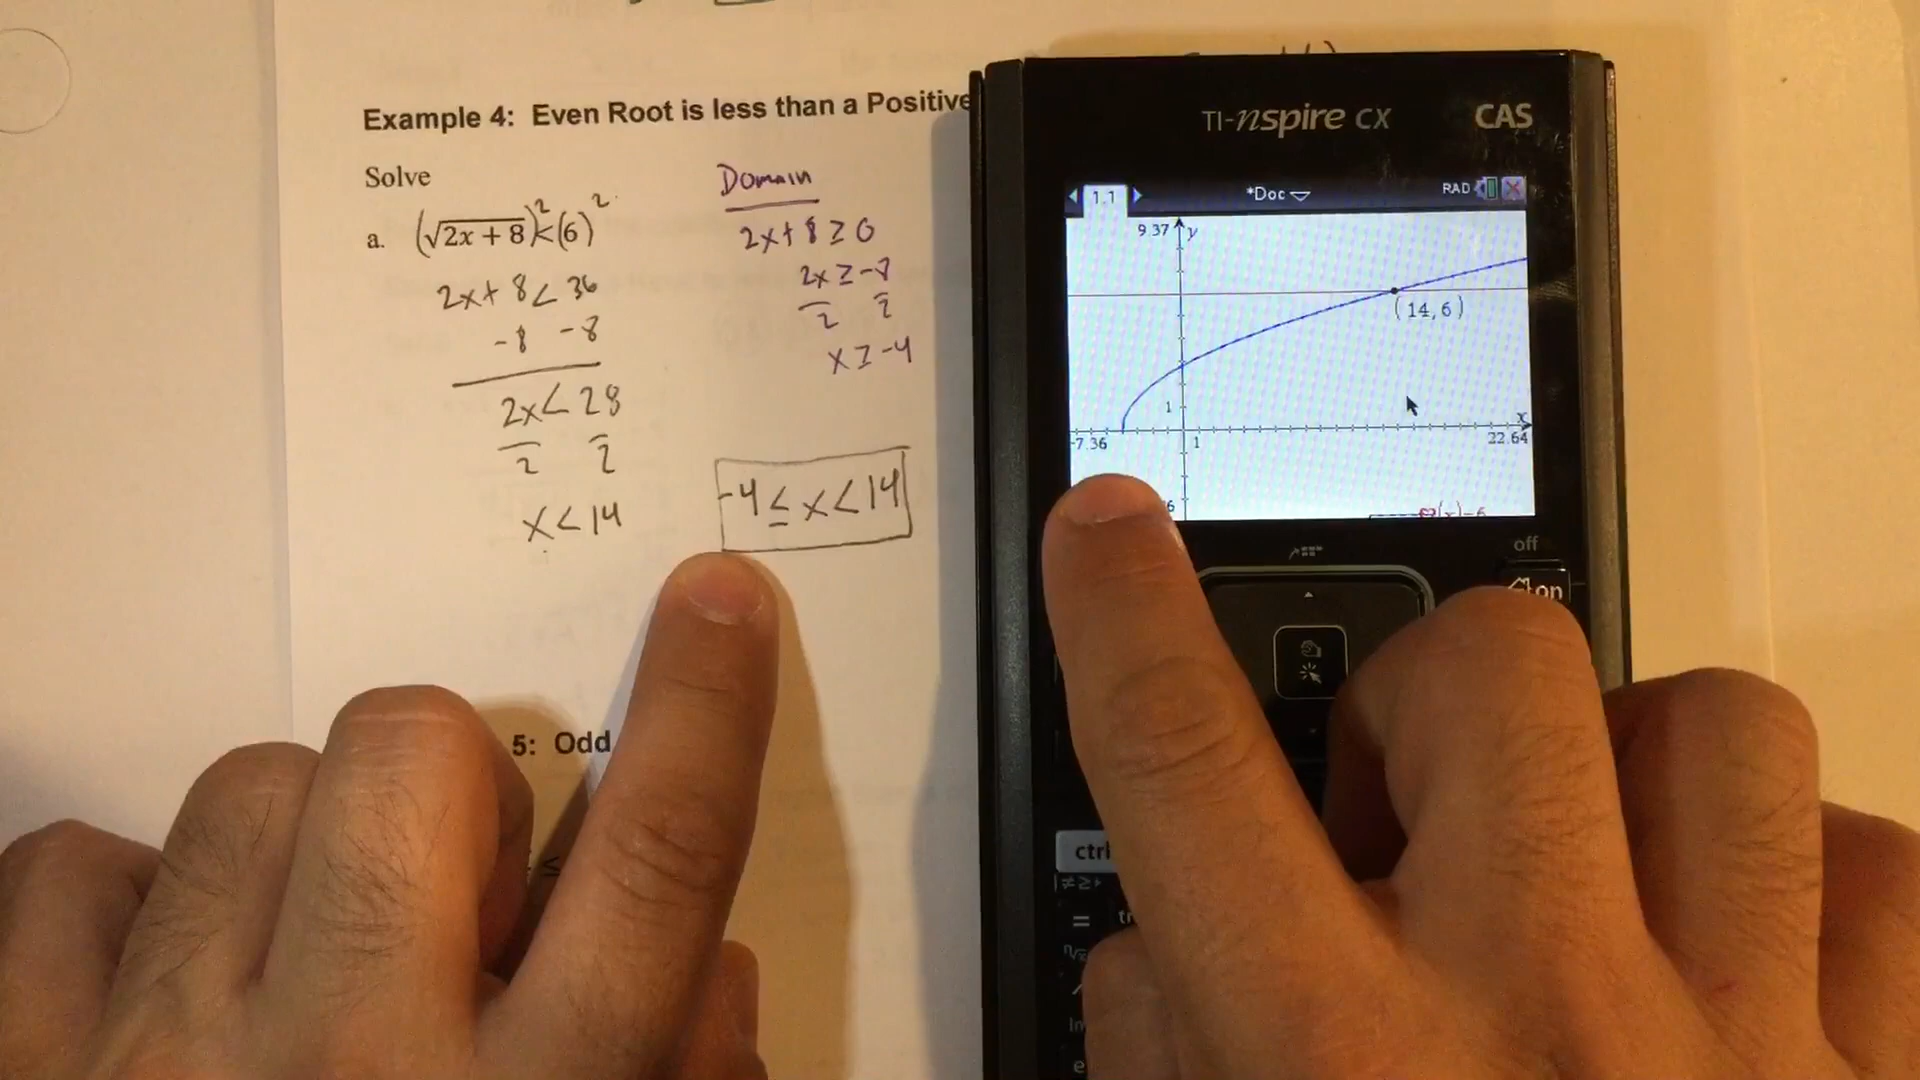 Example 4: Even Root is less than a Positive
Solve
a. (√2x + 8)² < (6)²
2x + 8 < 36
-8 -8
2x < 28
2 2
x < 14
Domain
2x + 8 ≥ 0
2x ≥ -8
2 2
x ≥ -4
-4 ≤ x < 14
5: Odd
≤
TI-nspire CX CAS
1.1 *Doc RAD
9.37 y
(14,6)
1
x
-7.36 1 22.64
off
on
ctrl
=